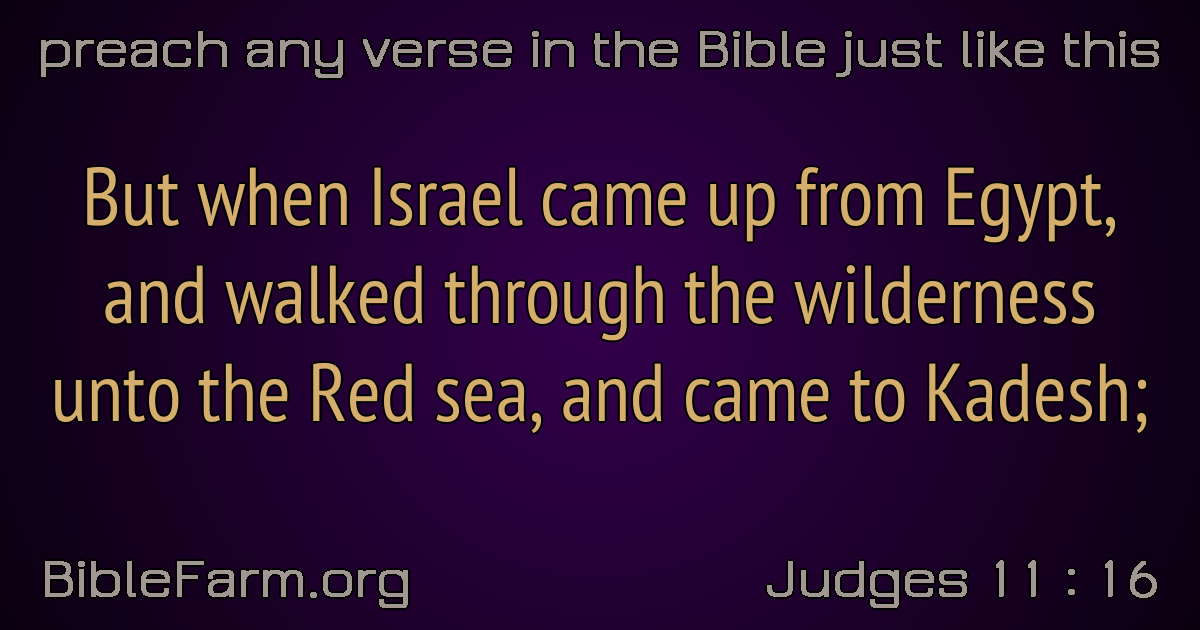 preach any verse in the Bible just like this
But when Israel came up from Egypt,
and walked through the wilderness
unto the Red sea, and came to Kadesh;
BibleFarm.org
Judges 11 : 16